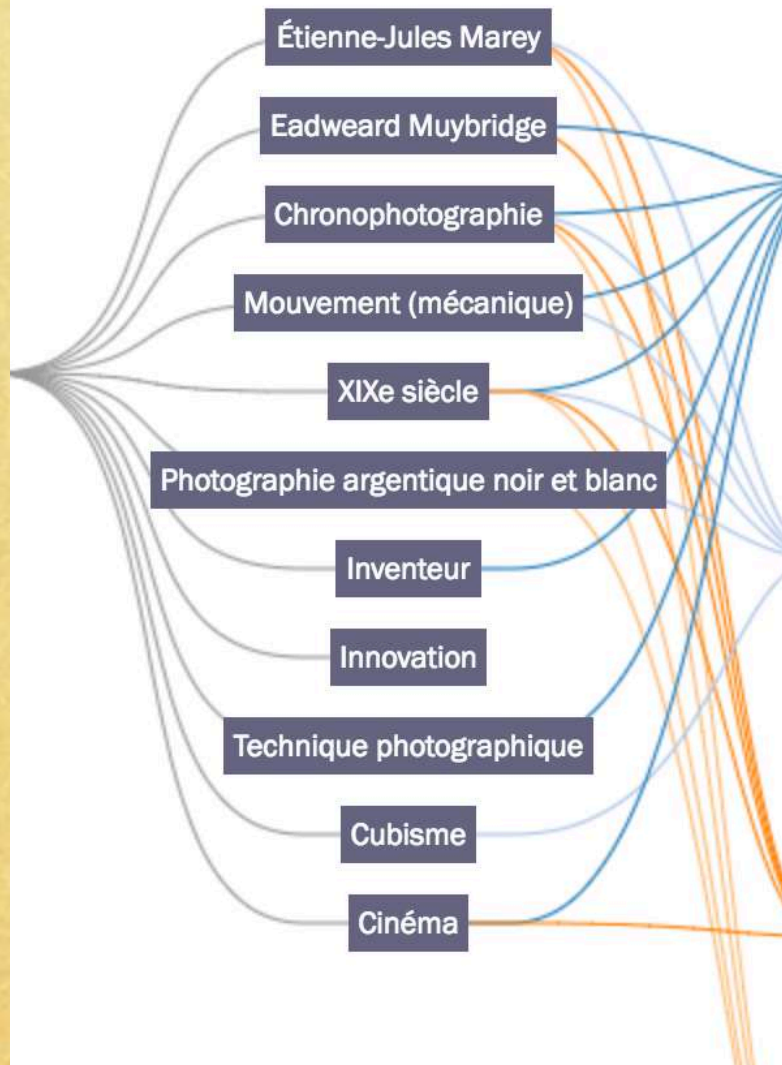 Étienne-Jules Marey
Eadweard Muybridge
Chronophotographie
Mouvement (mécanique)
XIXe siècle
Photographie argentique noir et blanc
Inventeur
Innovation
Technique photographique
Cubisme
Cinéma